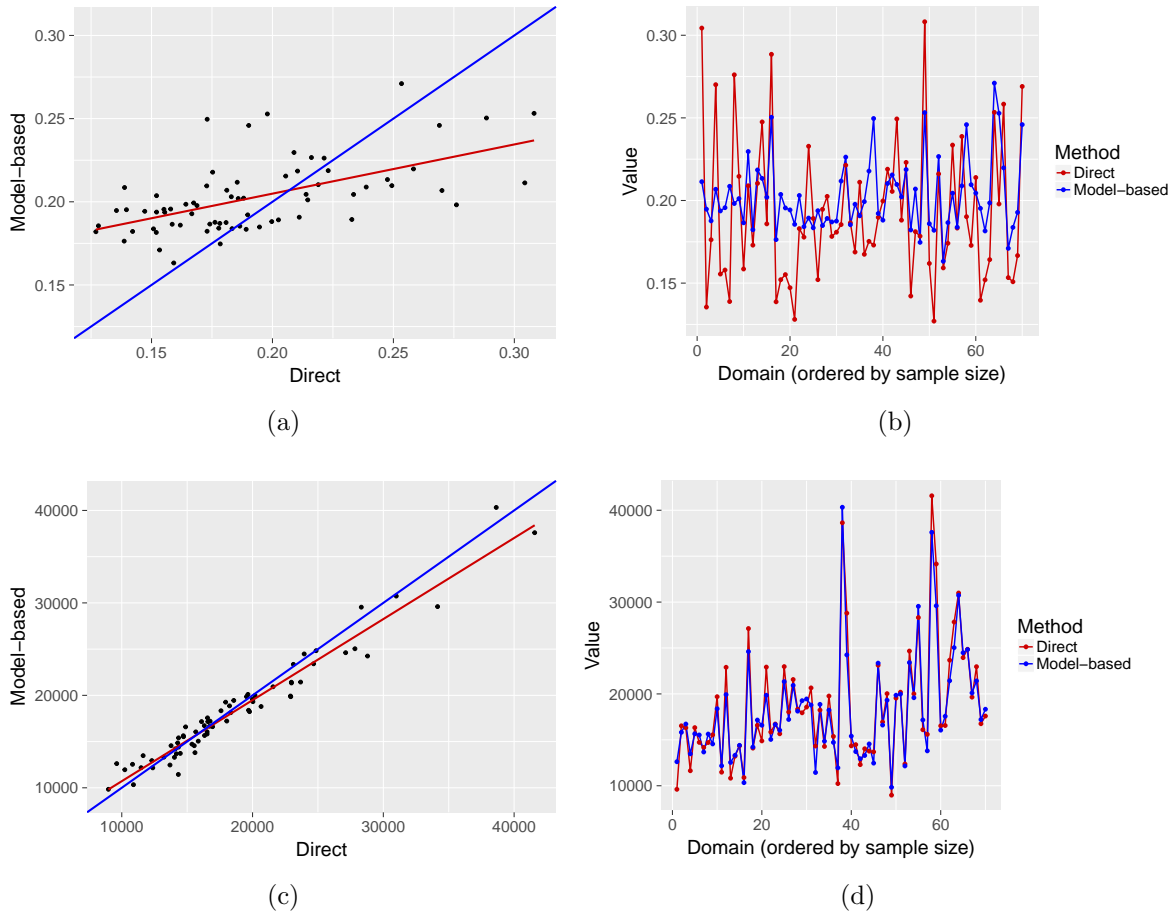 0.30
0.25
0.20
0.15
Model−based
0.15 0.20 0.25 0.30
Direct
(a)
0.30
0.25
0.20
0.15
Value
0 20 40 60
Domain (ordered by sample size)
Method
Direct
Model−based
(b)
40000
30000
20000
10000
Model−based
10000 20000 30000 40000
Direct
(c)
40000
30000
20000
10000
Value
0 20 40 60
Domain (ordered by sample size)
Method
Direct
Model−based
(d)